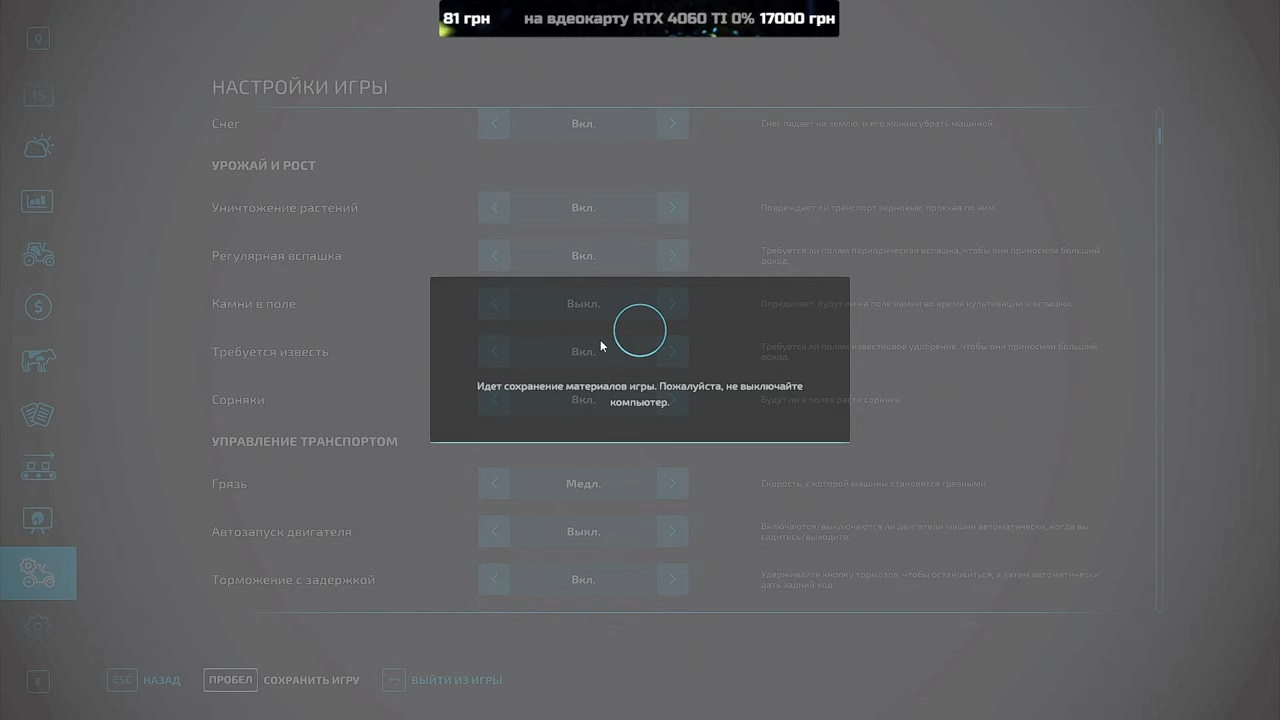 81 грн на вдеокарту RTX 4060 TI 0% 17000 грн
Q
15
НАСТРОЙКИ ИГРЫ
Снег Вкл. Снег падает на землю, и его можно убрать машиной.
УРОЖАЙ И РОСТ
Уничтожение растений Вкл. Повреждает ли транспорт зерновые, проехав по ним.
Регулярная вспашка Вкл. Требуется ли полям периодическая вспашка, чтобы они приносили больший
доход.
Камни в поле Выкл. Определяет, будут ли на поле камни во время культивации и вспашки.
Требуется известь Вкл. Требуется ли полям известковое удобрение, чтобы они приносили больший
доход.
Идет сохранение материалов игры. Пожалуйста, не выключайте
компьютер.
Сорняки Вкл. Будут ли в полях расти сорняки.
УПРАВЛЕНИЕ ТРАНСПОРТОМ
Грязь Медл. Скорость, с которой машины становятся грязными.
Автозапуск двигателя Выкл. Включаются/выключаются ли двигатели машин автоматически, когда вы
садитесь/выходите.
Торможение с задержкой Вкл. Удерживайте кнопку тормозов, чтобы остановиться, а затем автоматически
дать задний ход.
E ESC НАЗАД ПРОБЕЛ СОХРАНИТЬ ИГРУ ВЫЙТИ ИЗ ИГРЫ